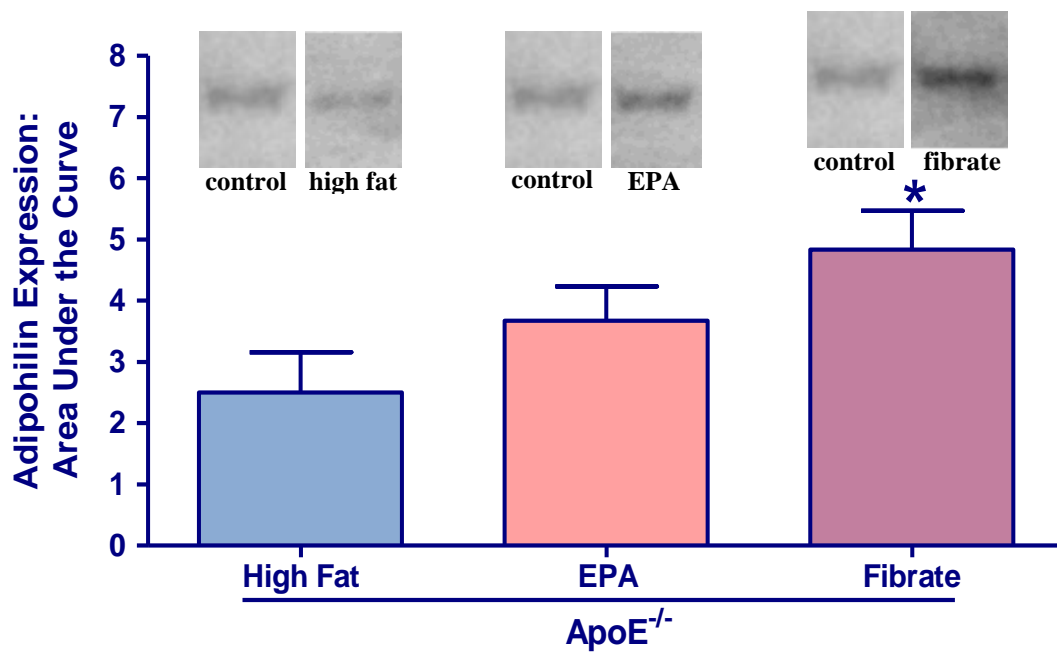 Adipohilin Expression:
Area Under the Curve
8
7
6
5
4
3
2
1
0
control high fat
control EPA
control fibrate
*
High Fat EPA Fibrate
ApoE-/-